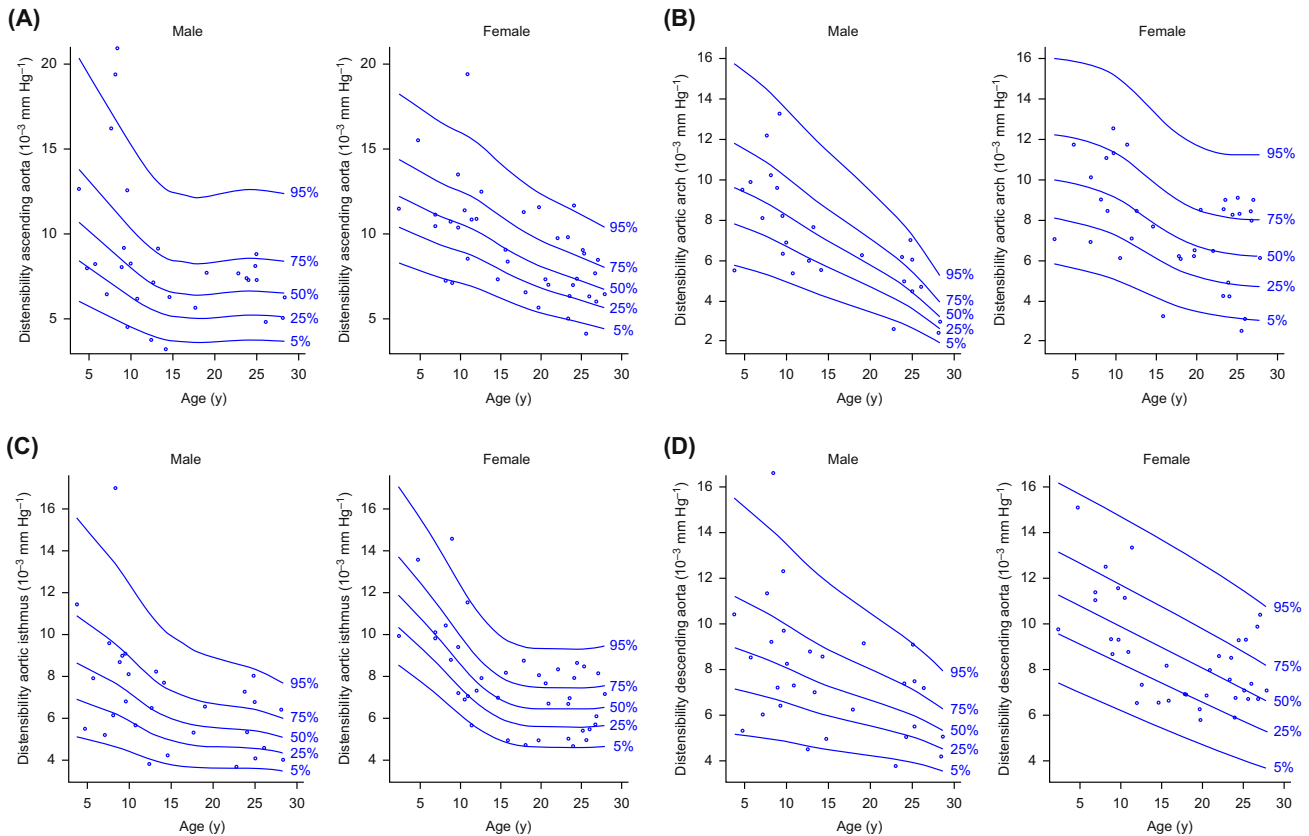 (A)
Male
Distensibility ascending aorta (10⁻³ mm Hg⁻¹)
20
15
10
5
95%
75%
50%
25%
5%
5 10 15 20 25 30
Age (y)
Female
Distensibility ascending aorta (10⁻³ mm Hg⁻¹)
20
15
10
5
95%
75%
50%
25%
5%
5 10 15 20 25 30
Age (y)
(B)
Male
Distensibility aortic arch (10⁻³ mm Hg⁻¹)
16
14
12
10
8
6
4
2
95%
75%
50%
25%
5%
5 10 15 20 25 30
Age (y)
Female
Distensibility aortic arch (10⁻³ mm Hg⁻¹)
16
14
12
10
8
6
4
2
95%
75%
50%
25%
5%
5 10 15 20 25 30
Age (y)
(C)
Male
Distensibility aortic isthmus (10⁻³ mm Hg⁻¹)
16
14
12
10
8
6
4
95%
75%
50%
25%
5%
5 10 15 20 25 30
Age (y)
Female
Distensibility aortic isthmus (10⁻³ mm Hg⁻¹)
16
14
12
10
8
6
4
95%
75%
50%
25%
5%
5 10 15 20 25 30
Age (y)
(D)
Male
Distensibility descending aorta (10⁻³ mm Hg⁻¹)
16
14
12
10
8
6
4
95%
75%
50%
25%
5%
5 10 15 20 25 30
Age (y)
Female
Distensibility descending aorta (10⁻³ mm Hg⁻¹)
16
14
12
10
8
6
4
95%
75%
50%
25%
5%
5 10 15 20 25 30
Age (y)